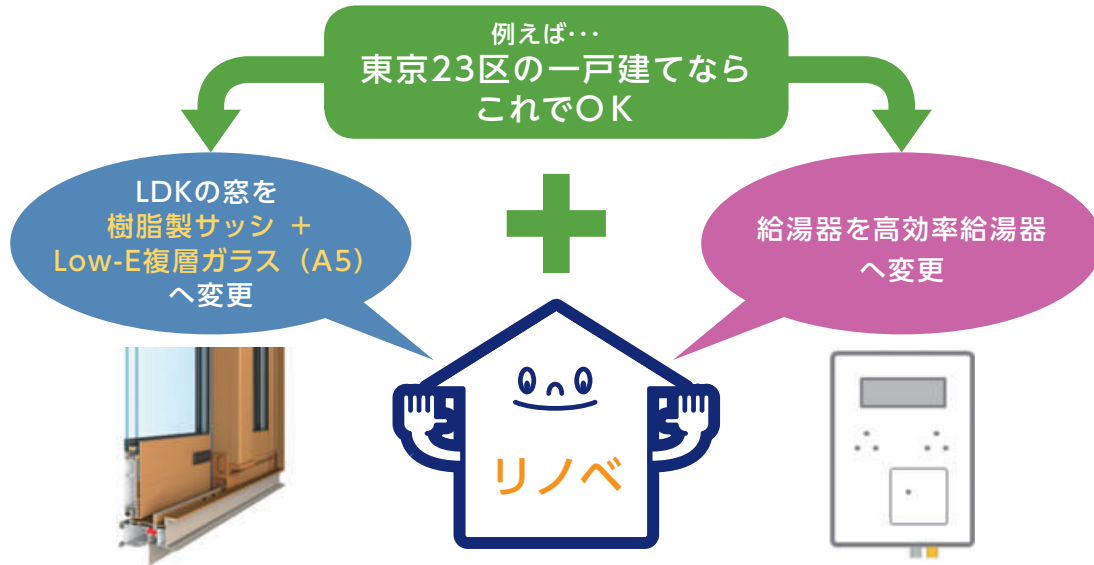 例えば･･･
東京23区の一戸建てなら
これでＯＫ
LDKの窓を
樹脂製サッシ ＋
Low-E複層ガラス（A5）
へ変更
給湯器を高効率給湯器
へ変更
リノベ